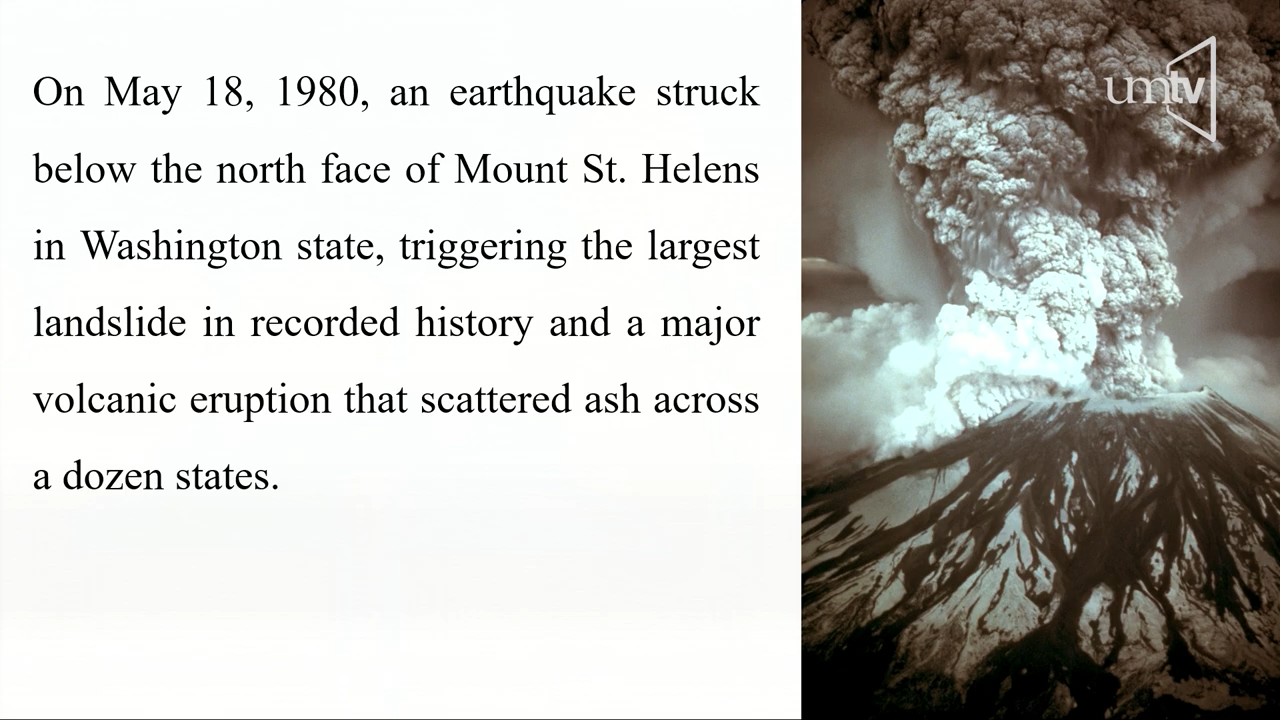 On May 18, 1980, an earthquake struck
below the north face of Mount St. Helens
in Washington state, triggering the largest
landslide in recorded history and a major
volcanic eruption that scattered ash across
a dozen states.
umtv